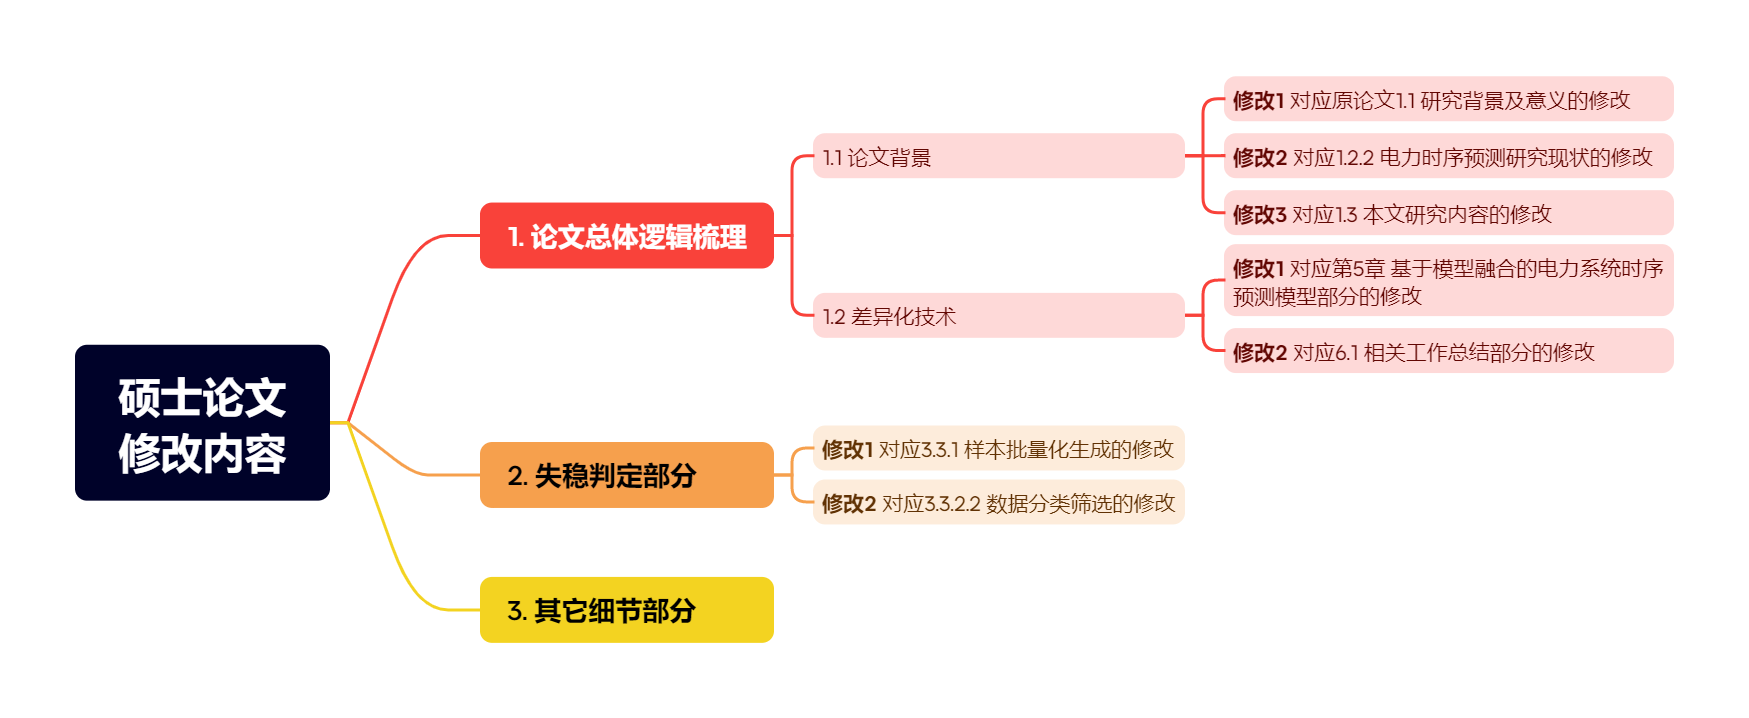 硕士论文
修改内容
1. 论文总体逻辑梳理
1.1 论文背景
修改1 对应原论文1.1 研究背景及意义的修改
修改2 对应1.2.2 电力时序预测研究现状的修改
修改3 对应1.3 本文研究内容的修改
1.2 差异化技术
修改1 对应第5章 基于模型融合的电力系统时序
预测模型部分的修改
修改2 对应6.1 相关工作总结部分的修改
2. 失稳判定部分
修改1 对应3.3.1 样本批量化生成的修改
修改2 对应3.3.2.2 数据分类筛选的修改
3. 其它细节部分